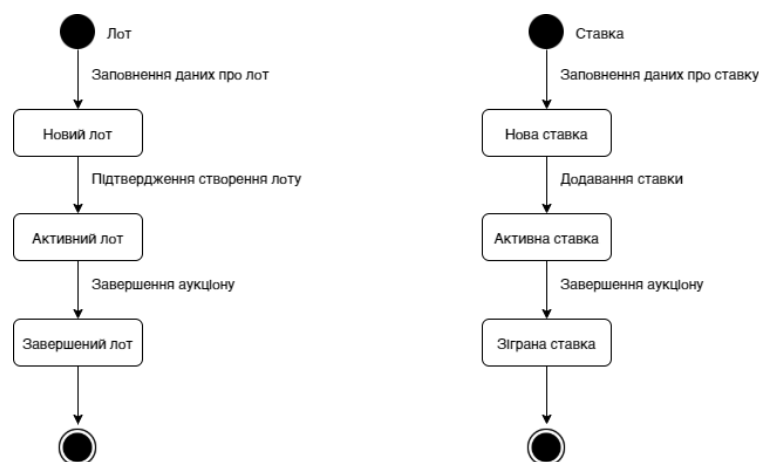 Лот
Заповнення даних про лот
Новий лот
Підтвердження створення лоту
Активний лот
Завершення аукціону
Завершений лот
Ставка
Заповнення даних про ставку
Нова ставка
Додавання ставки
Активна ставка
Завершення аукціону
Зіграна ставка